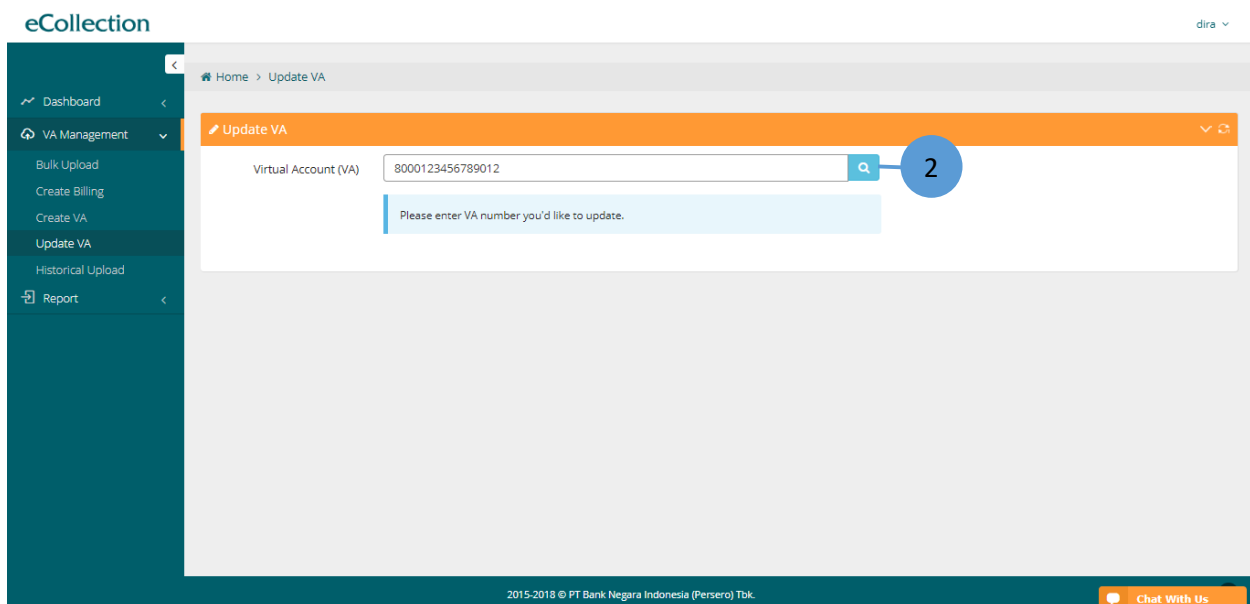 eCollection
dira
Home > Update VA
Dashboard
VA Management
Bulk Upload
Create Billing
Create VA
Update VA
Historical Upload
Report
Update VA
Virtual Account (VA)
8000123456789012
2
Please enter VA number you'd like to update.
2015-2018 © PT Bank Negara Indonesia (Persero) Tbk.
Chat With Us